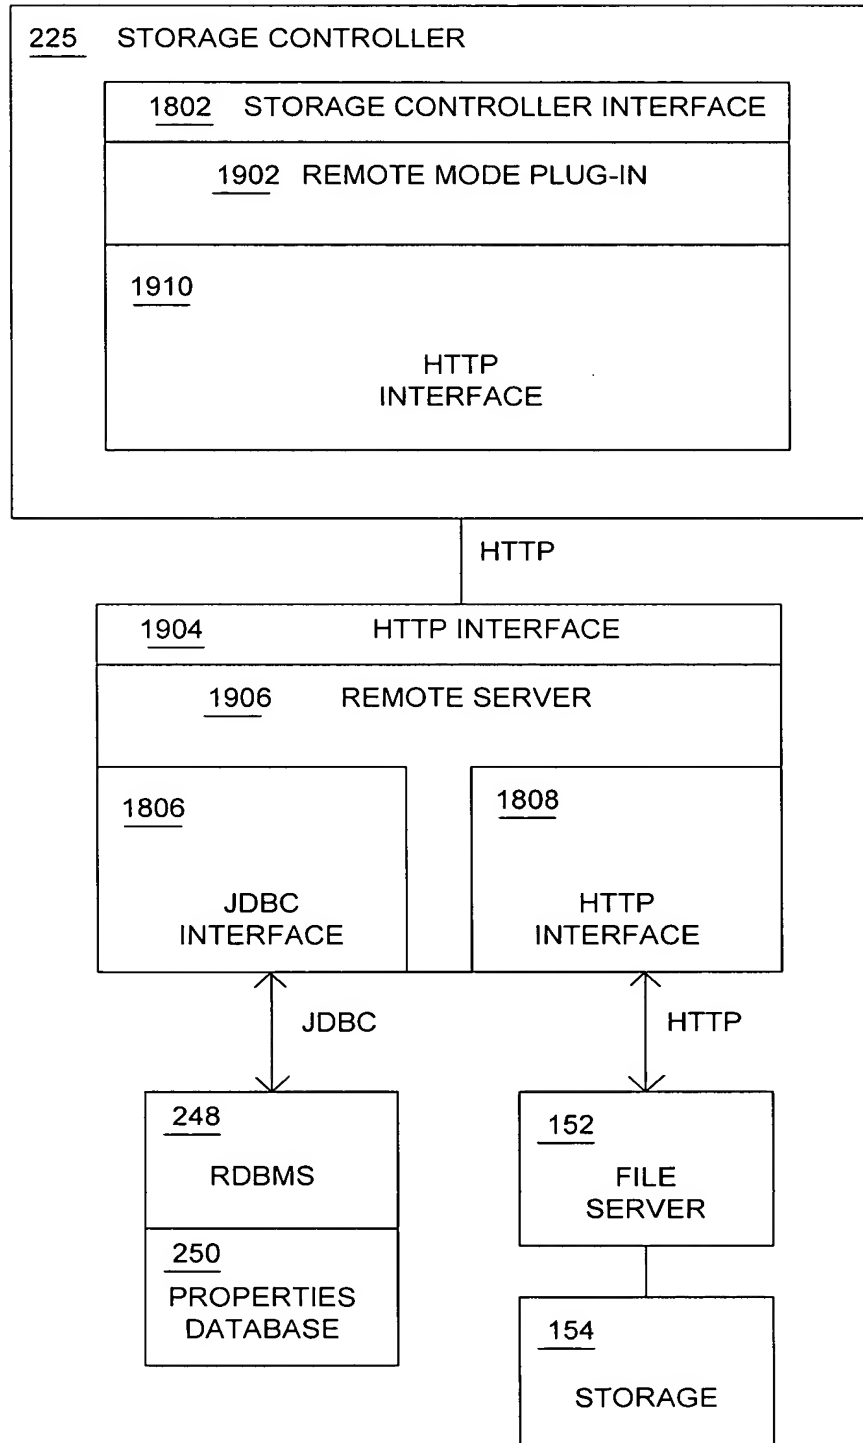 225 STORAGE CONTROLLER
1802 STORAGE CONTROLLER INTERFACE
1902 REMOTE MODE PLUG-IN
1910
HTTP
INTERFACE
HTTP
1904 HTTP INTERFACE
1906 REMOTE SERVER
1806
JDBC
INTERFACE
1808
HTTP
INTERFACE
JDBC
HTTP
248
RDBMS
250
PROPERTIES
DATABASE
152
FILE
SERVER
154
STORAGE